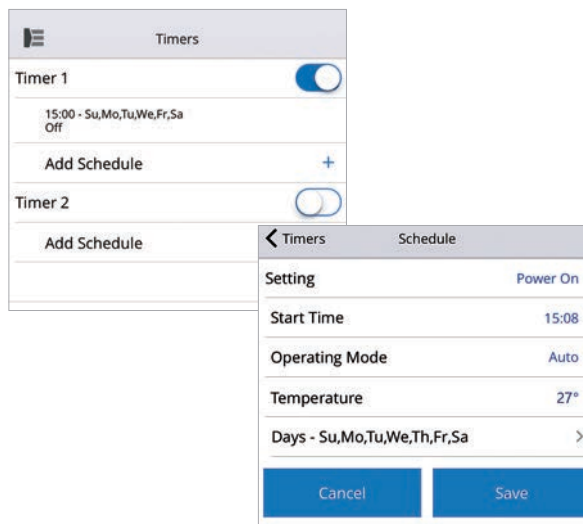 Timers
Timer 1
15:00 - Su,Mo,Tu,We,Fr,Sa
Off
Add Schedule +
Timer 2
Add Schedule
Timers Schedule
Setting Power On
Start Time 15:08
Operating Mode Auto
Temperature 27°
Days - Su,Mo,Tu,We,Th,Fr,Sa
Cancel Save